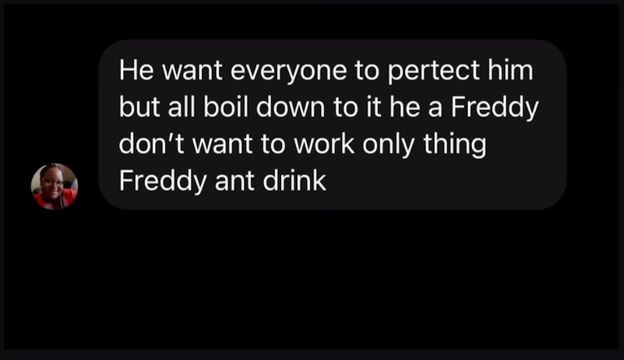 He want everyone to pertect him
but all boil down to it he a Freddy
don’t want to work only thing
Freddy ant drink